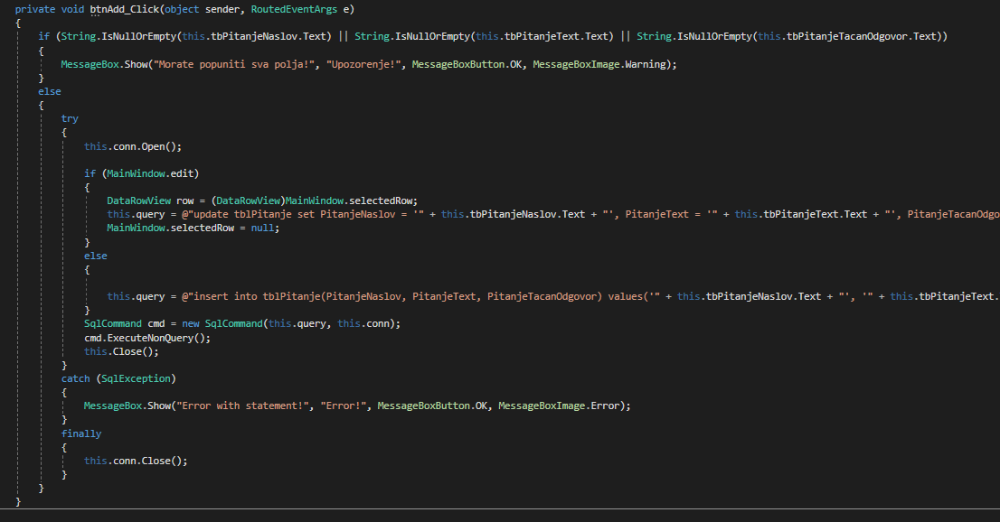 private void btnAdd_Click(object sender, RoutedEventArgs e)
{
if (String.IsNullOrEmpty(this.tbPitanjeNaslov.Text) || String.IsNullOrEmpty(this.tbPitanjeText.Text) || String.IsNullOrEmpty(this.tbPitanjeTacanOdgovor.Text))
{
MessageBox.Show("Morate popuniti sva polja!", "Upozorenje!", MessageBoxButton.OK, MessageBoxImage.Warning);
}
else
{
try
{
this.conn.Open();
if (MainWindow.edit)
{
DataRowView row = (DataRowView)MainWindow.selectedRow;
this.query = @"update tblPitanje set PitanjeNaslov = '" + this.tbPitanjeNaslov.Text + "', PitanjeText = '" + this.tbPitanjeText.Text + "', PitanjeTacanOdgo
MainWindow.selectedRow = null;
}
else
{
this.query = @"insert into tblPitanje(PitanjeNaslov, PitanjeText, PitanjeTacanOdgovor) values('" + this.tbPitanjeNaslov.Text + "', '" + this.tbPitanjeText.
}
SqlCommand cmd = new SqlCommand(this.query, this.conn);
cmd.ExecuteNonQuery();
this.Close();
}
catch (SqlException)
{
MessageBox.Show("Error with statement!", "Error!", MessageBoxButton.OK, MessageBoxImage.Error);
}
finally
{
this.conn.Close();
}
}
}